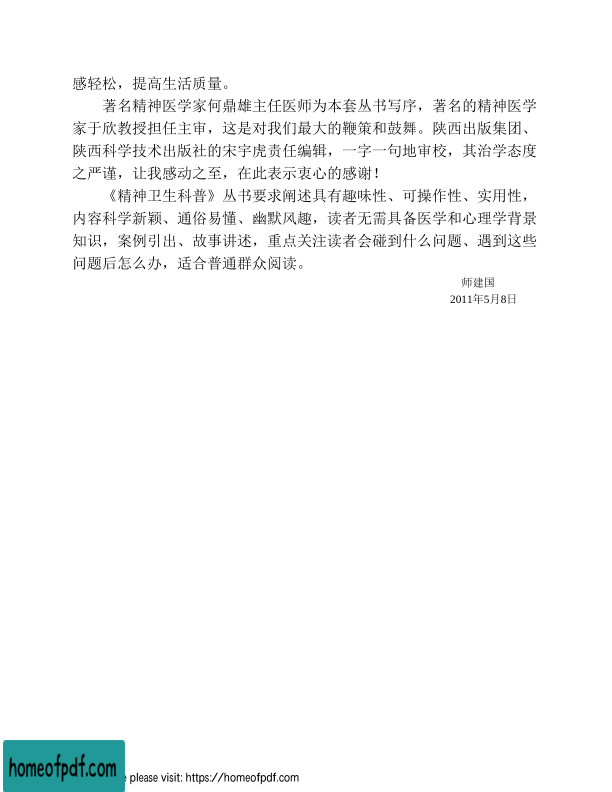 感轻松，提高生活质量。
著名精神医学家何鼎雄主任医师为本套丛书写序，著名的精神医学
家于欣教授担任主审，这是对我们最大的鞭策和鼓舞。陕西出版集团、
陕西科学技术出版社的宋宇虎责任编辑，一字一句地审校，其治学态度
之严谨，让我感动之至，在此表示衷心的感谢！
《精神卫生科普》丛书要求阐述具有趣味性、可操作性、实用性，
内容科学新颖、通俗易懂、幽默风趣，读者无需具备医学和心理学背景
知识，案例引出、故事讲述，重点关注读者会碰到什么问题、遇到这些
问题后怎么办，适合普通群众阅读。
师建国
2011年5月8日
homeofpdf.com
e please visit: https://homeofpdf.com